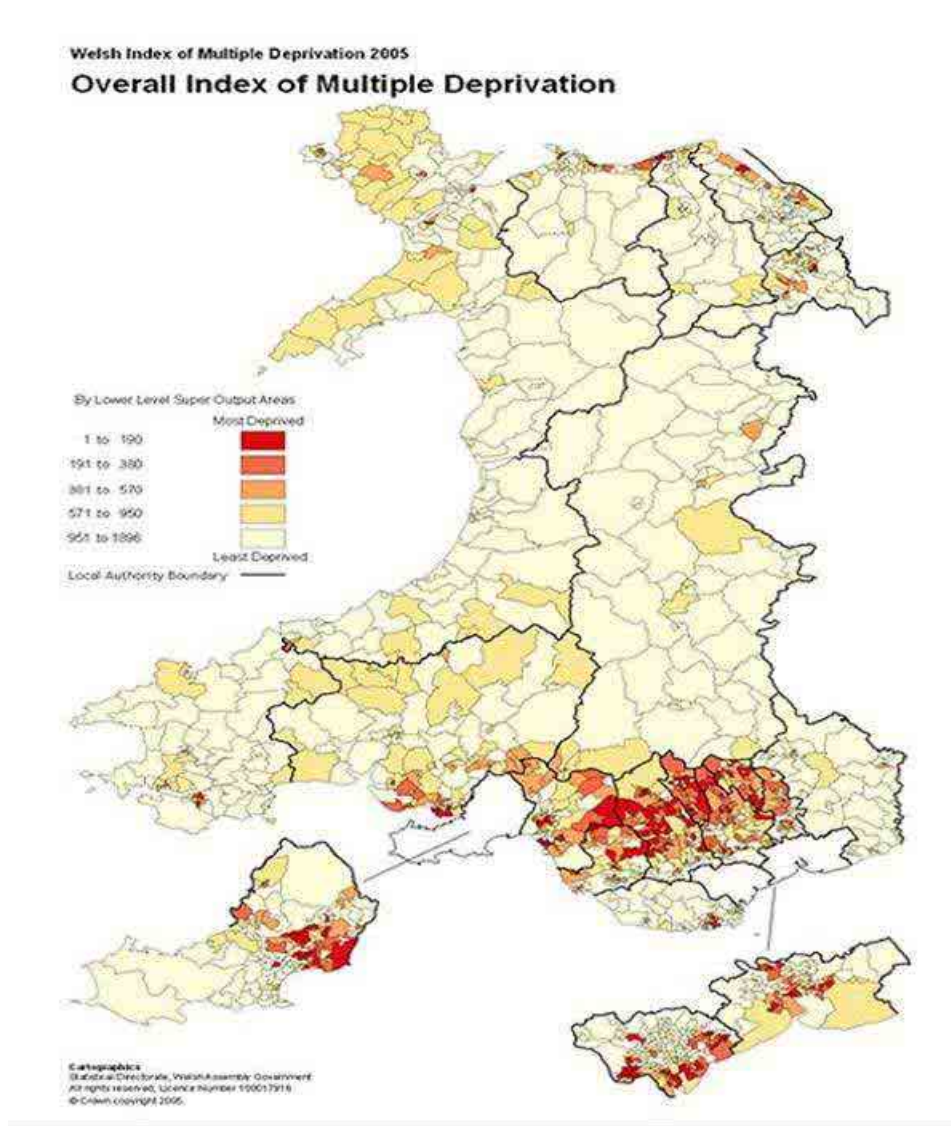 Welsh Index of Multiple Deprivation 2005
Overall Index of Multiple Deprivation
By Lower Level Super Output Areas
Most Deprived
1 to 190
191 to 380
381 to 570
571 to 950
951 to 1896
Least Deprived
Local Authority Boundary
Cartographics
Statistical Directorate, Welsh Assembly Government
All rights reserved, Licence Number 100017916
© Crown copyright 2005.